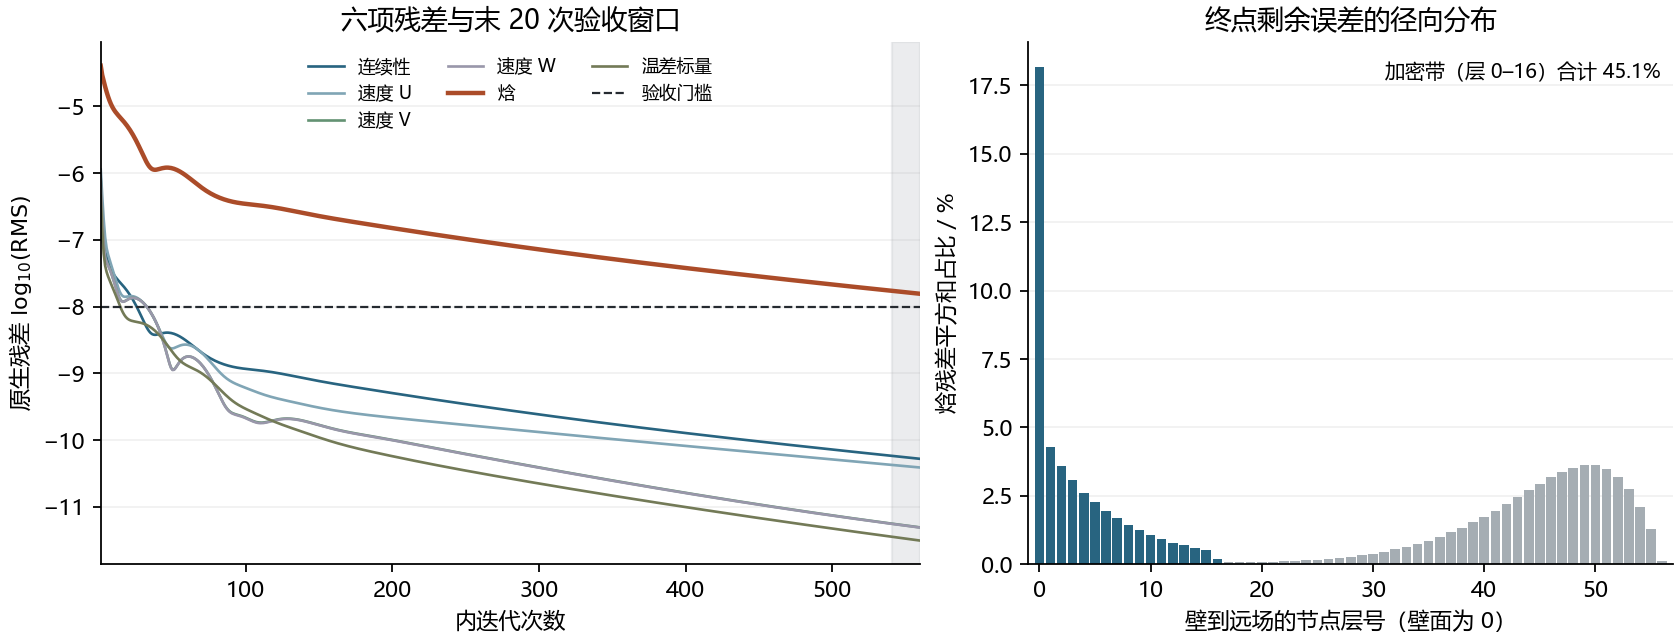 六项残差与末 20 次验收窗口
连续性
速度 U
速度 V
速度 W
焓
温差标量
验收门槛
原生残差 log₁₀(RMS)
−5
−6
−7
−8
−9
−10
−11
100
200
300
400
500
内迭代次数
终点剩余误差的径向分布
加密带（层 0–16）合计 45.1%
焓残差平方和占比 / %
17.5
15.0
12.5
10.0
7.5
5.0
2.5
0.0
0
10
20
30
40
50
壁到远场的节点层号（壁面为 0）